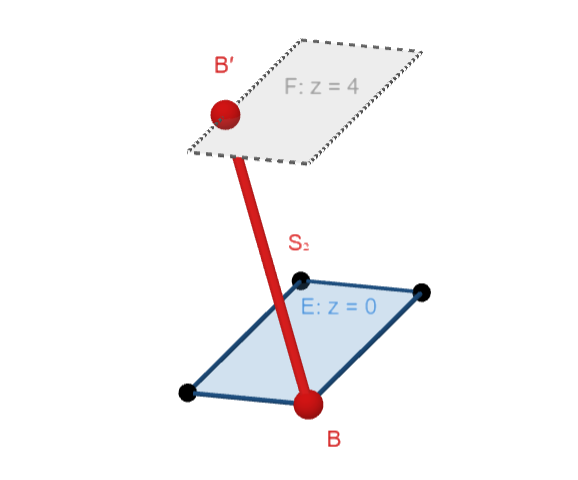 B'
F: z = 4
S₂
E: z = 0
B